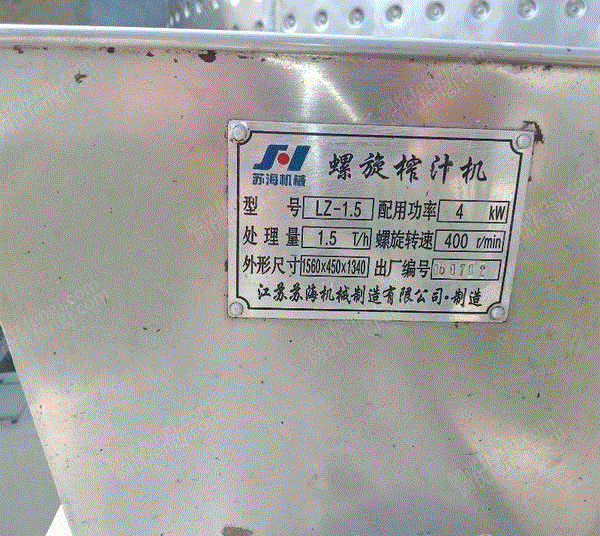 螺旋榨汁机
苏海机械
型 号 LZ-1.5 配用功率 4 kW
处理量 1.5 T/h 螺旋转速 400 r/min
外形尺寸 1560x450x1340 出厂编号
江苏苏海机械制造有限公司·制造